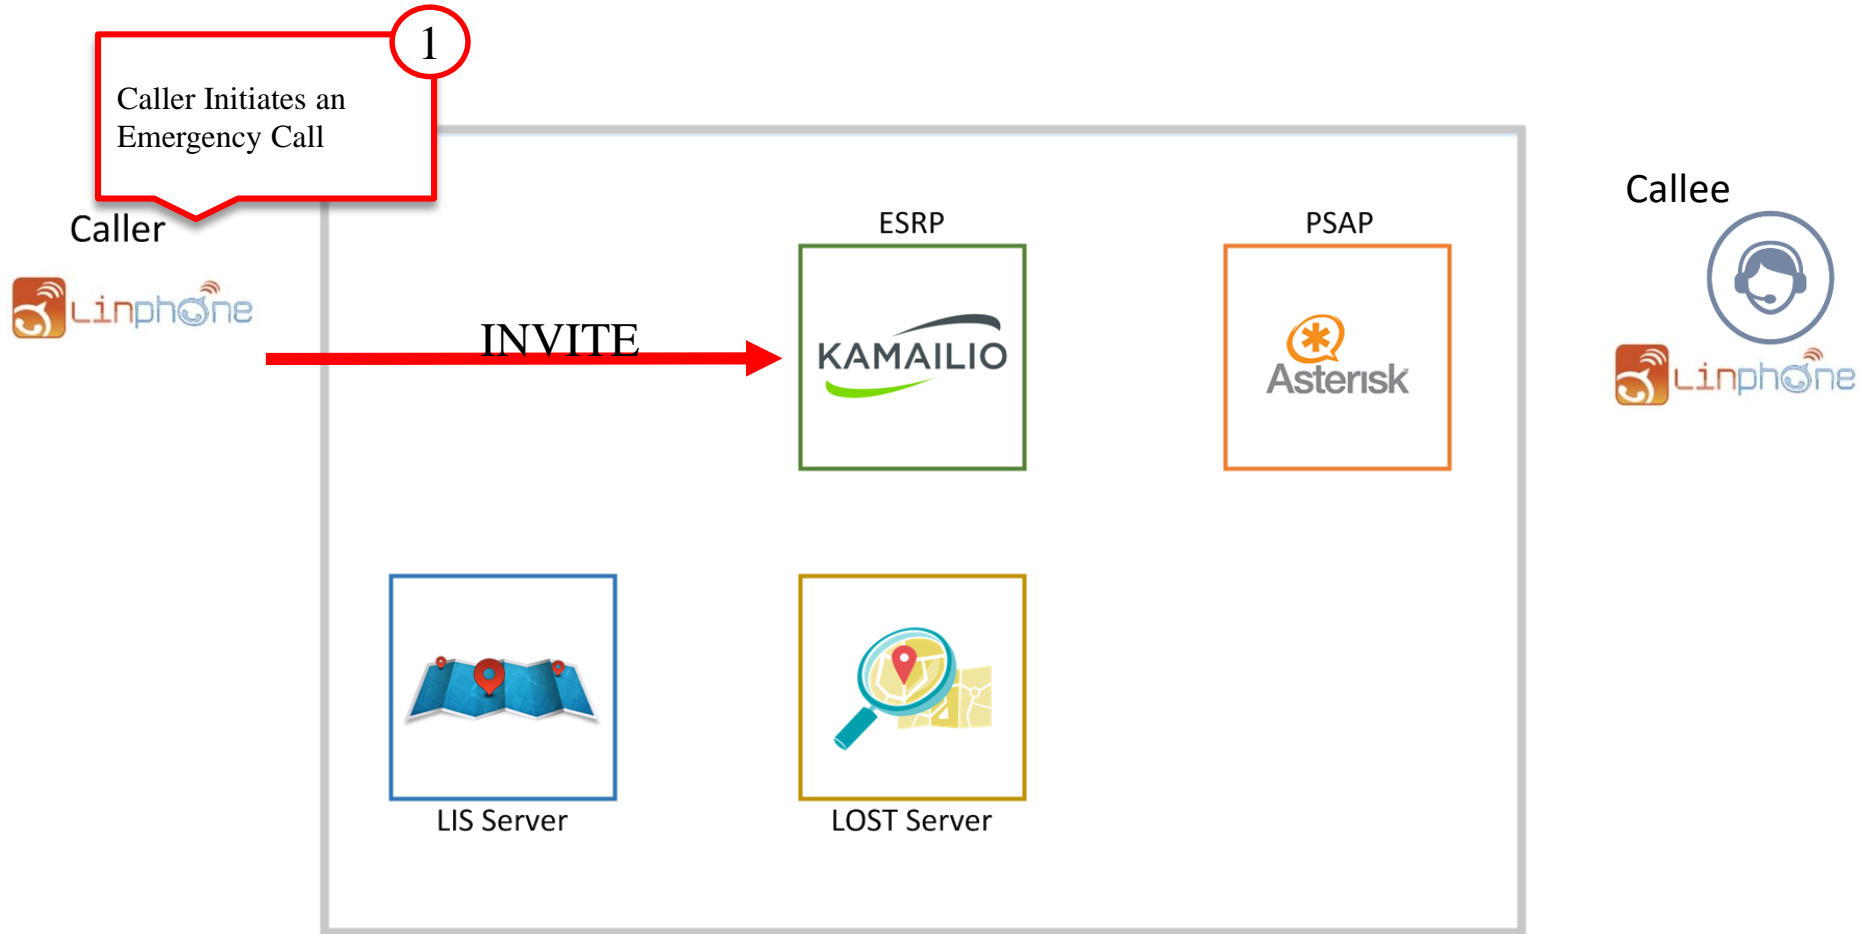 1
Caller Initiates an
Emergency Call
Caller
Linphone
INVITE
ESRP
KAMAILIO
PSAP
Asterisk
Callee
Linphone
LIS Server
LOST Server